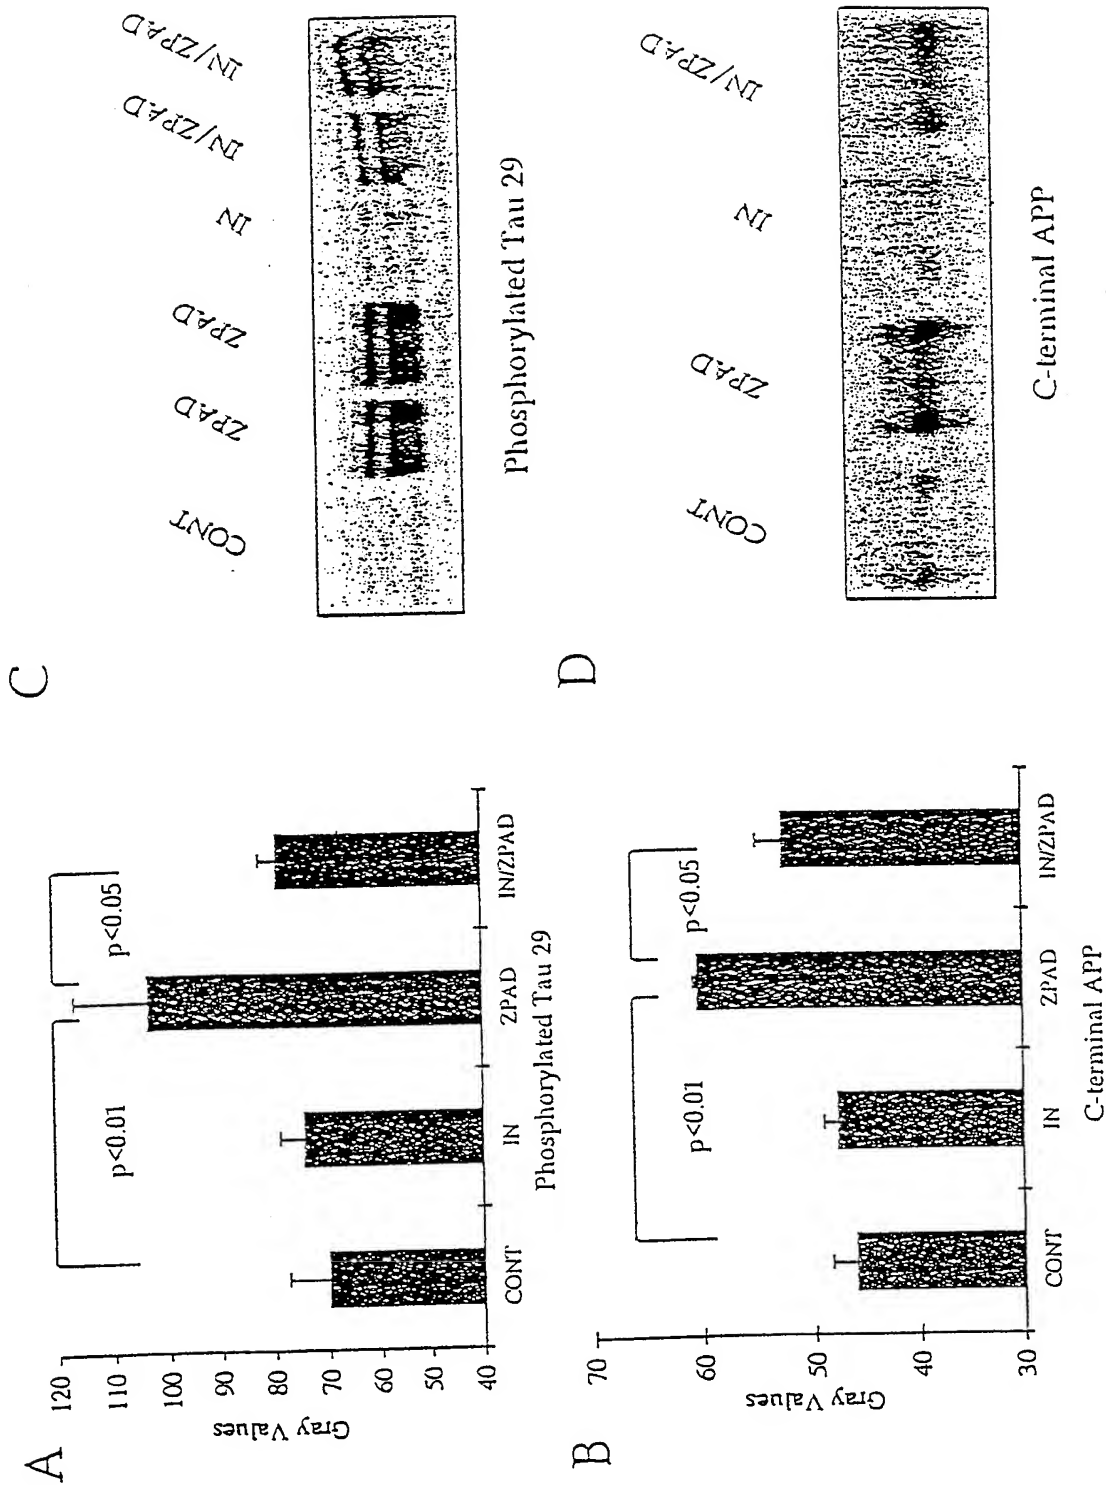 A
Gray Values
120
110
100
90
80
70
60
50
40
p<0.01
p<0.05
CONT
IN
ZPAD
IN/ZPAD
Phosphorylated Tau 29
C
CONT
ZPAD
ZPAD
IN
IN/ZPAD
IN/ZPAD
Phosphorylated Tau 29
B
Gray Values
70
60
50
40
30
p<0.01
p<0.05
CONT
IN
ZPAD
IN/ZPAD
C-terminal APP
D
CONT
ZPAD
IN
IN/ZPAD
C-terminal APP